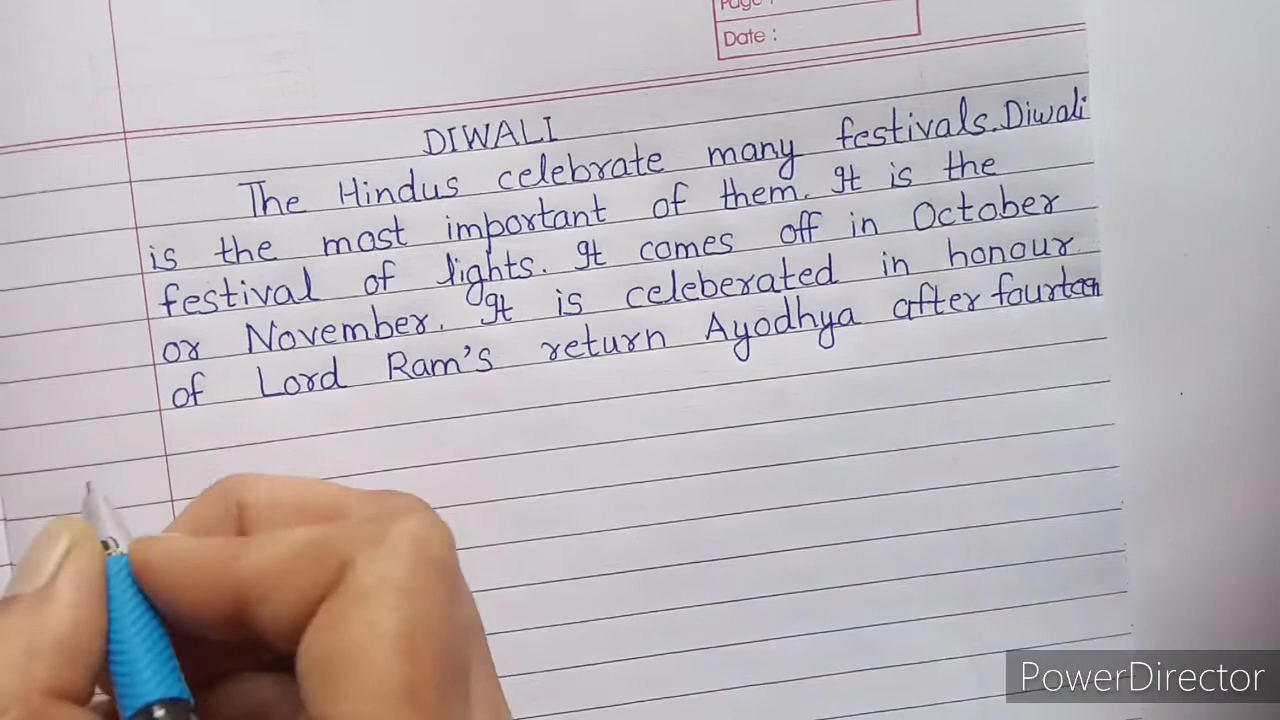 Page :
Date :
DIWALI
The Hindus celebrate many festivals. Diwali
is the most important of them. It is the
festival of lights. It comes off in October
or November. It is celeberated in honour
of Lord Ram's return Ayodhya after fourteen
PowerDirector